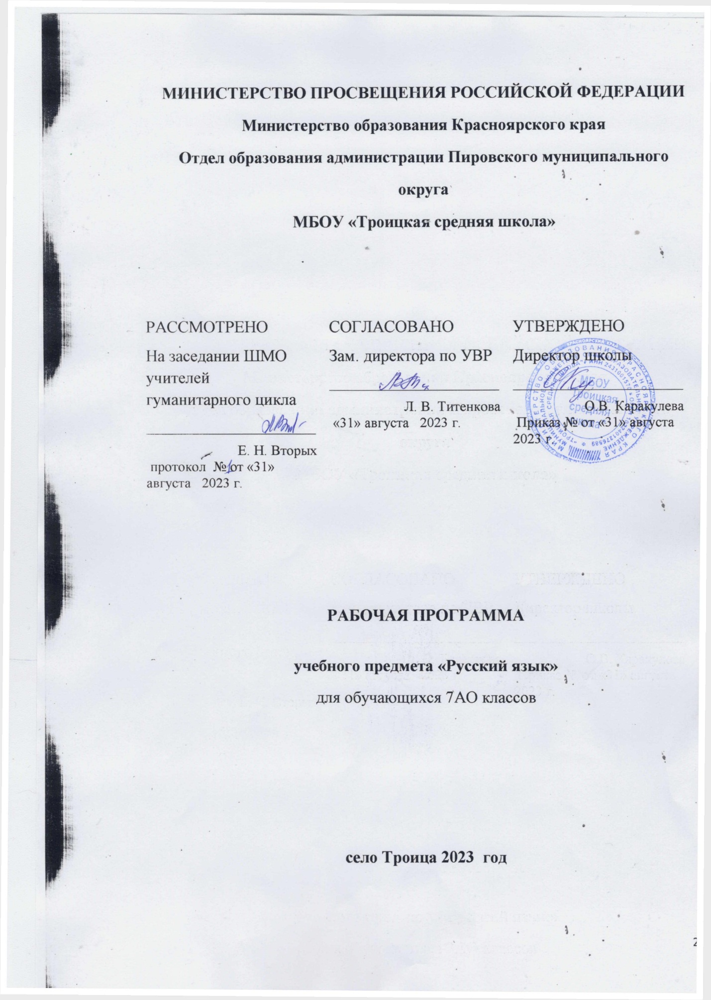 МИНИСТЕРСТВО ПРОСВЕЩЕНИЯ РОССИЙСКОЙ ФЕДЕРАЦИИ
Министерство образования Красноярского края
Отдел образования администрации Пировского муниципального
округа
МБОУ «Троицкая средняя школа»
РАССМОТРЕНО
На заседании ШМО
учителей
гуманитарного цикла
Е. Н. Вторых
протокол №1 от «31»
августа 2023 г.
СОГЛАСОВАНО
Зам. директора по УВР
Л. В. Титенкова
«31» августа 2023 г.
УТВЕРЖДЕНО
Директор школы
О.В. Каракулева
Приказ № от «31» августа
2023 г.
МБОУ
Троицкая
средняя
школа
РАБОЧАЯ ПРОГРАММА
учебного предмета «Русский язык»
для обучающихся 7АО классов
село Троица 2023 год
2